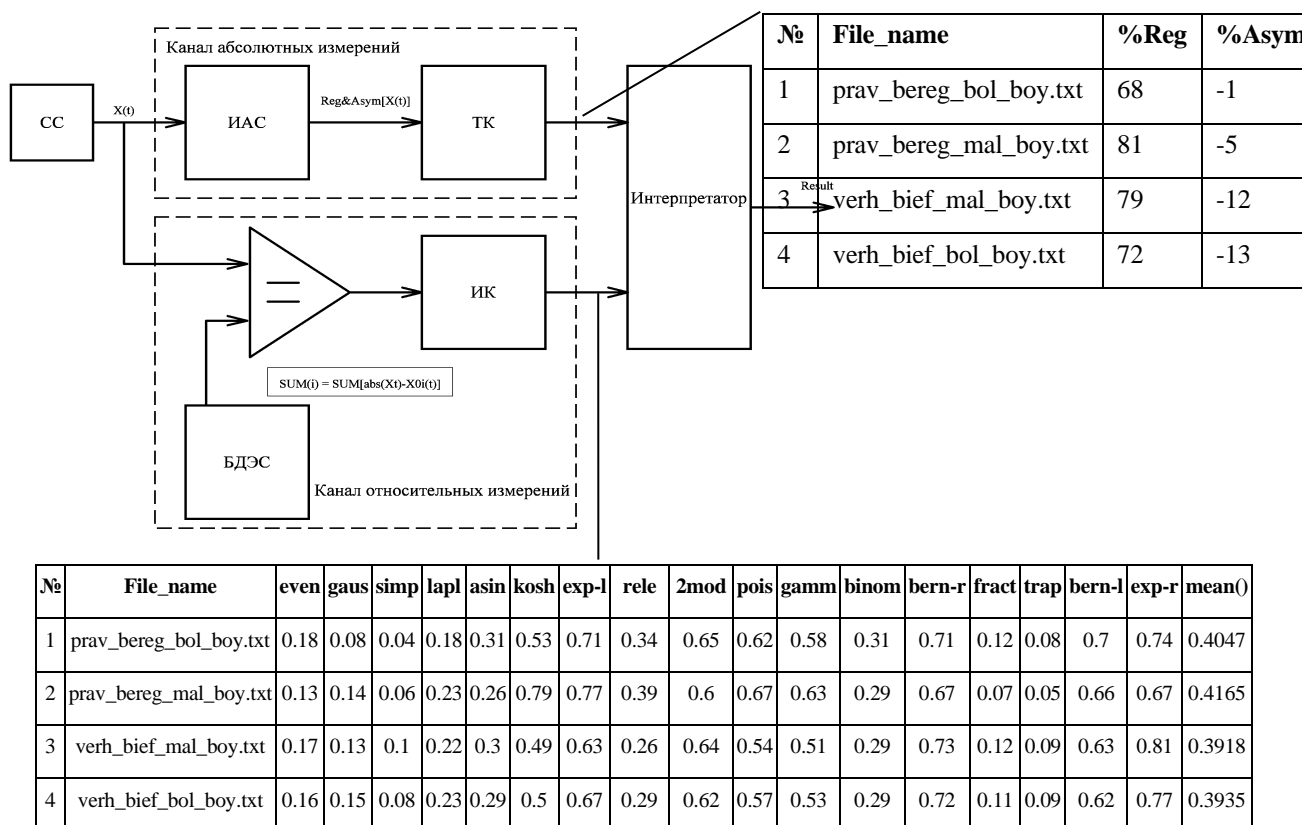 Канал абсолютных измерений
СС
X(t)
ИАС
Reg&Asym[X(t)]
ТК
Интерпретатор
Result
ИК
SUM(i) = SUM[abs(Xt)-X0i(t)]
БДЭС
Канал относительных измерений
№ File_name %Reg %Asym
1 prav_bereg_bol_boy.txt 68 -1
2 prav_bereg_mal_boy.txt 81 -5
3 verh_bief_mal_boy.txt 79 -12
4 verh_bief_bol_boy.txt 72 -13
№ File_name even gaus simp lapl asin kosh exp-l rele 2mod pois gamm binom bern-r fract trap bern-l exp-r mean()
1 prav_bereg_bol_boy.txt 0.18 0.08 0.04 0.18 0.31 0.53 0.71 0.34 0.65 0.62 0.58 0.31 0.71 0.12 0.08 0.7 0.74 0.4047
2 prav_bereg_mal_boy.txt 0.13 0.14 0.06 0.23 0.26 0.79 0.77 0.39 0.6 0.67 0.63 0.29 0.67 0.07 0.05 0.66 0.67 0.4165
3 verh_bief_mal_boy.txt 0.17 0.13 0.1 0.22 0.3 0.49 0.63 0.26 0.64 0.54 0.51 0.29 0.73 0.12 0.09 0.63 0.81 0.3918
4 verh_bief_bol_boy.txt 0.16 0.15 0.08 0.23 0.29 0.5 0.67 0.29 0.62 0.57 0.53 0.29 0.72 0.11 0.09 0.62 0.77 0.3935